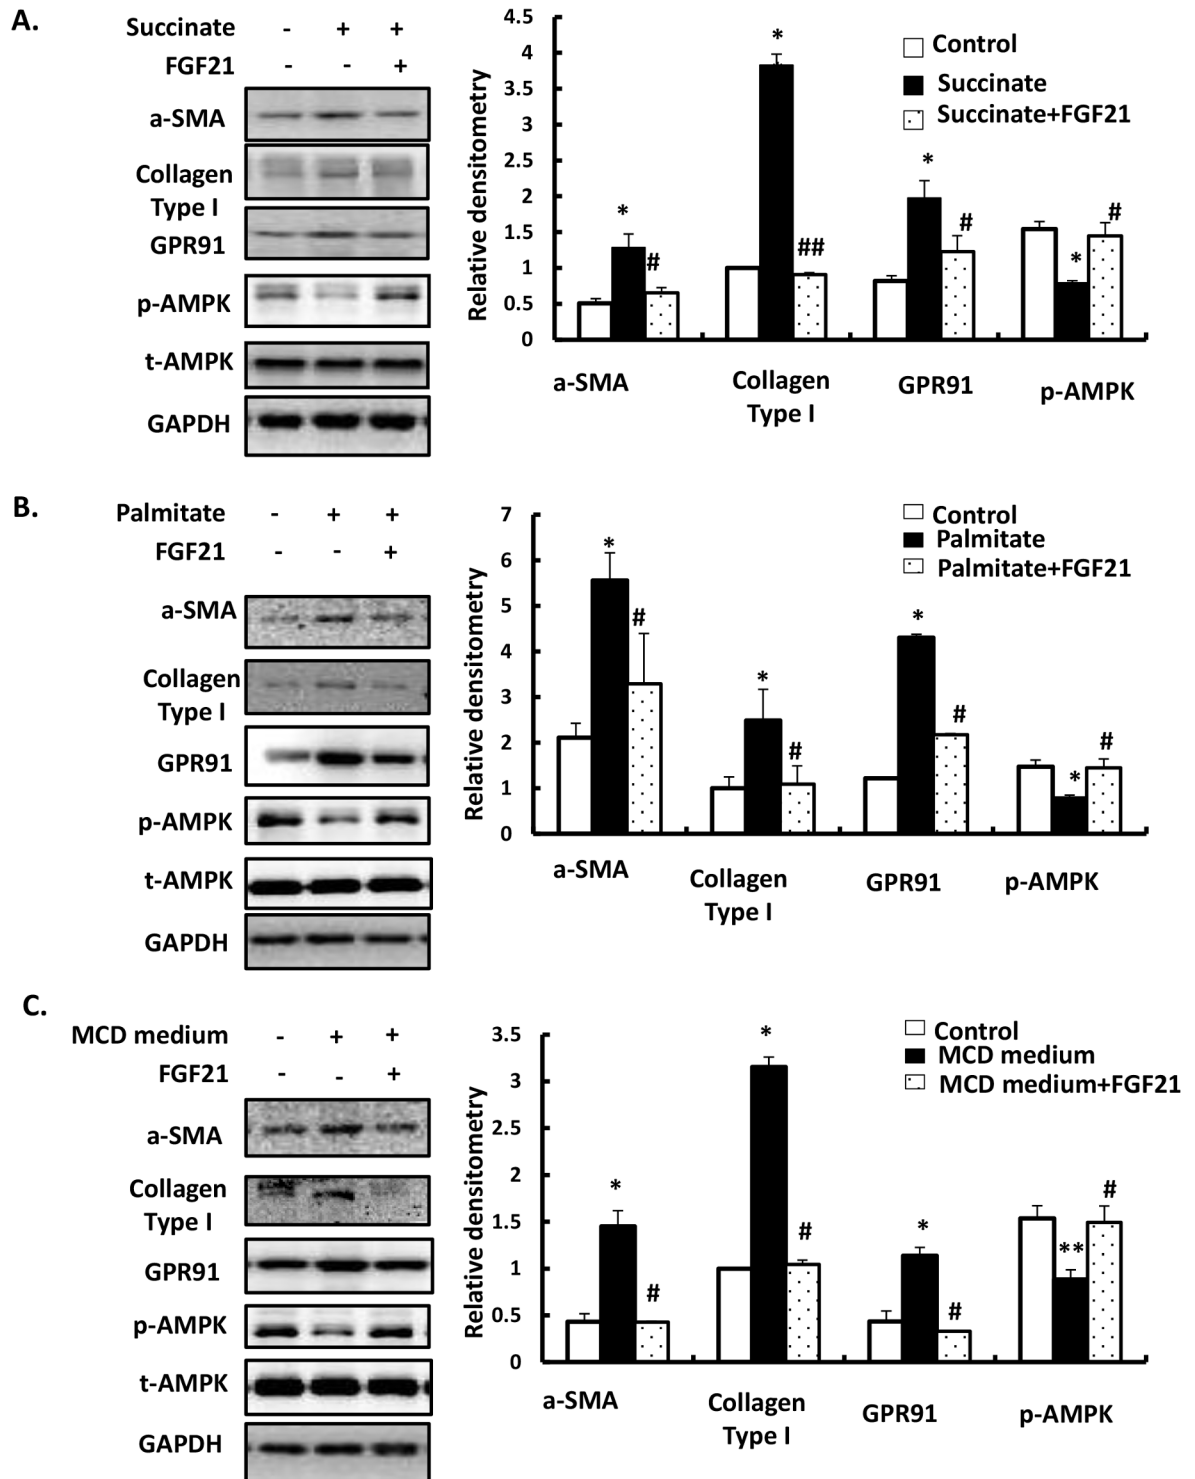 A.
Succinate - + +
FGF21 - - +
a-SMA
Collagen
Type I
GPR91
p-AMPK
t-AMPK
GAPDH
Relative densitometry
4.5
4
3.5
3
2.5
2
1.5
1
0.5
0
Control
Succinate
Succinate+FGF21
* # * ## * # * #
a-SMA
Collagen
Type I
GPR91
p-AMPK
B.
Palmitate - + +
FGF21 - - +
a-SMA
Collagen
Type I
GPR91
p-AMPK
t-AMPK
GAPDH
Relative densitometry
7
6
5
4
3
2
1
0
Control
Palmitate
Palmitate+FGF21
* # * # * # * #
a-SMA
Collagen
Type I
GPR91
p-AMPK
C.
MCD medium - + +
FGF21 - - +
a-SMA
Collagen
Type I
GPR91
p-AMPK
t-AMPK
GAPDH
Relative densitometry
3.5
3
2.5
2
1.5
1
0.5
0
Control
MCD medium
MCD medium+FGF21
* # * # * # ** #
a-SMA
Collagen
Type I
GPR91
p-AMPK